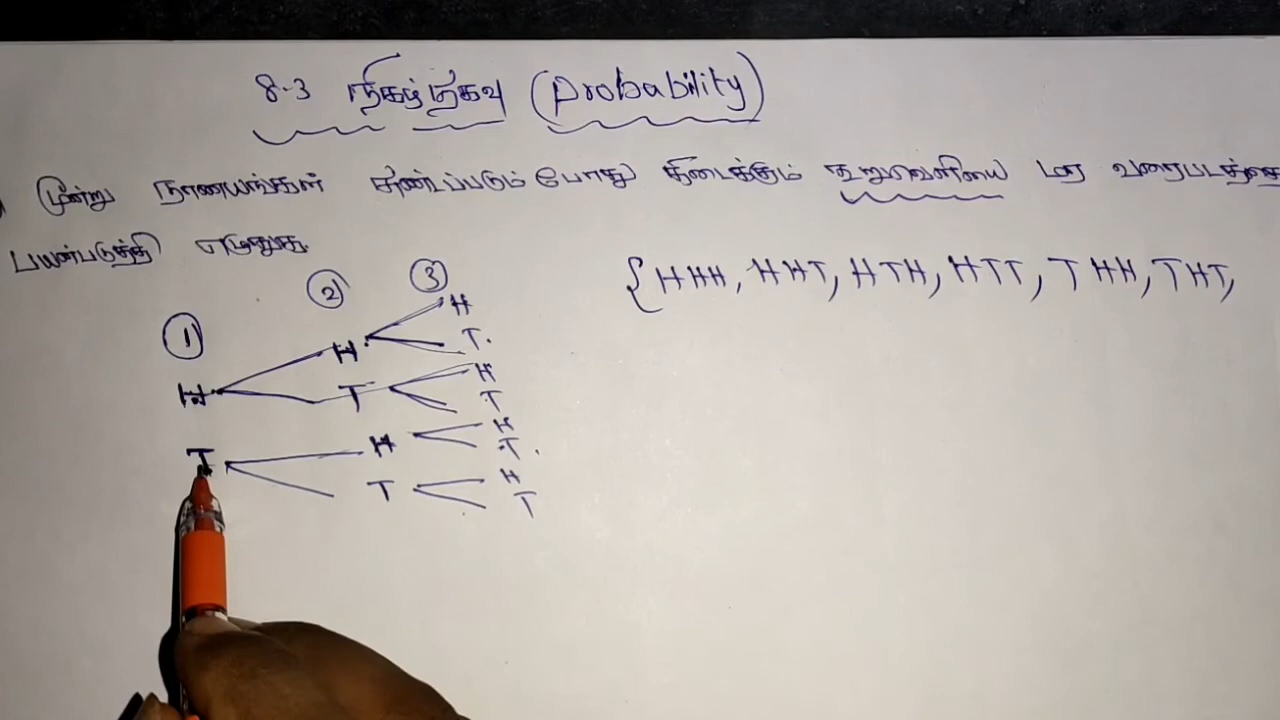 8-3 நிகழ்தகவு (Probability)
மூன்று நாணயங்கள் சுண்டப்படும்போது கிடைக்கும் கூறுவெளியை மர வரைபடத்தை
பயன்படுத்தி எழுதுக.
{HHH, HHT, HTH, HTT, THH, THT,
① ② ③
H
H T
H T H
T
H H
T T
T H
T